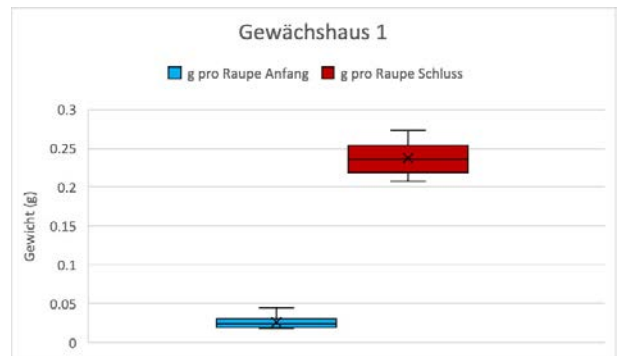 Gewächshaus 1
g pro Raupe Anfang g pro Raupe Schluss
Gewicht (g)
0.3
0.25
0.2
0.15
0.1
0.05
0